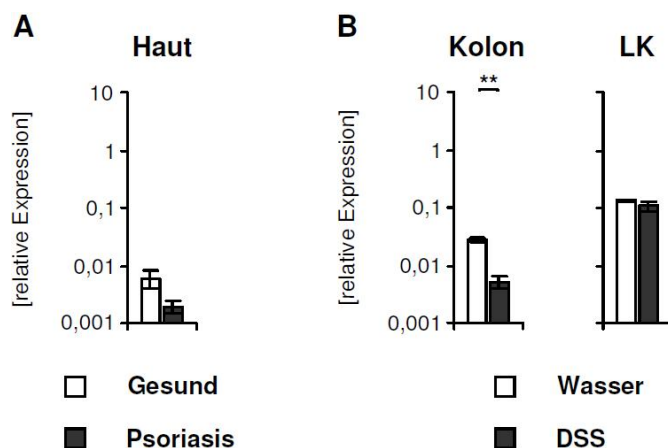 A
Haut
[relative Expression]
10
1
0,1
0,01
0,001
Gesund
Psoriasis
B
Kolon
LK
**
[relative Expression]
10
1
0,1
0,01
0,001
Wasser
DSS